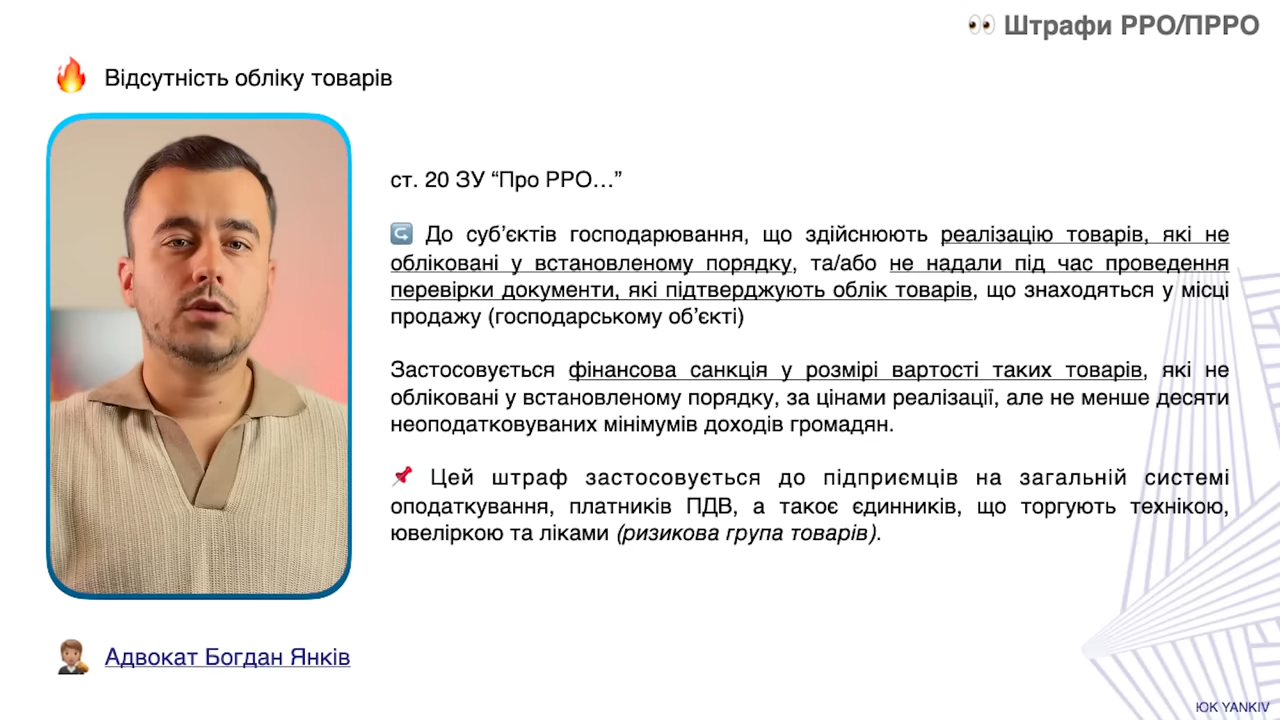 👀 Штрафи РРО/ПРРО
🔥 Відсутність обліку товарів
ст. 20 ЗУ “Про РРО…”
↪️ До суб’єктів господарювання, що здійснюють реалізацію товарів, які не
обліковані у встановленому порядку, та/або не надали під час проведення
перевірки документи, які підтверджують облік товарів, що знаходяться у місці
продажу (господарському об’єкті)
Застосовується фінансова санкція у розмірі вартості таких товарів, які не
обліковані у встановленому порядку, за цінами реалізації, але не менше десяти
неоподатковуваних мінімумів доходів громадян.
📌 Цей штраф застосовується до підприємців на загальній системі
оподаткування, платників ПДВ, а такоє єдинників, що торгують технікою,
ювеліркою та ліками (ризикова група товарів).
Адвокат Богдан Янків
ЮК YANKIV